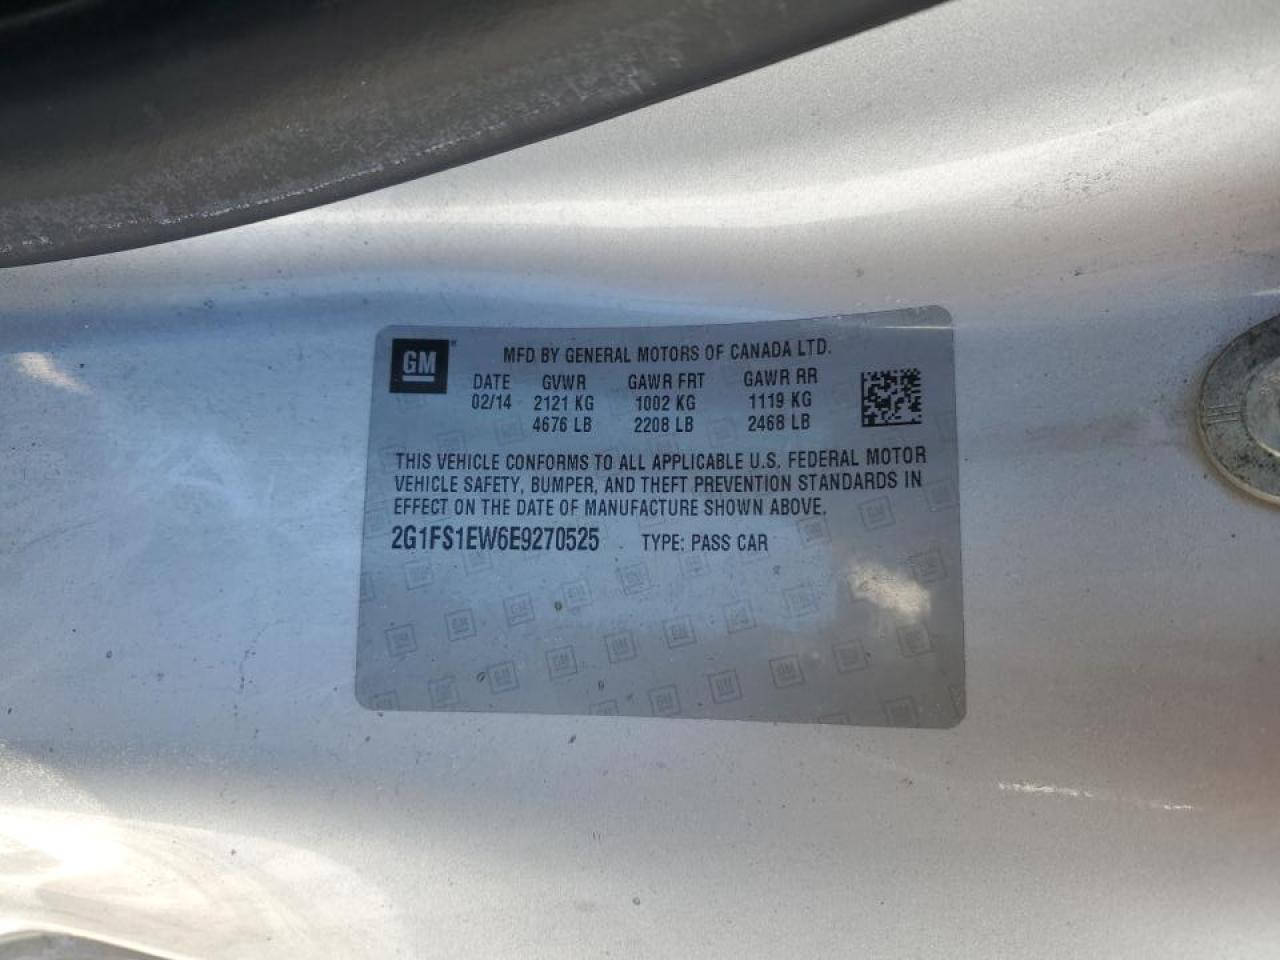 GM MFD BY GENERAL MOTORS OF CANADA LTD.
DATE GVWR GAWR FRT GAWR RR
02/14 2121 KG 1002 KG 1119 KG
4676 LB 2208 LB 2468 LB
THIS VEHICLE CONFORMS TO ALL APPLICABLE U.S. FEDERAL MOTOR
VEHICLE SAFETY, BUMPER, AND THEFT PREVENTION STANDARDS IN
EFFECT ON THE DATE OF MANUFACTURE SHOWN ABOVE.
2G1FS1EW6E9270525 TYPE: PASS CAR